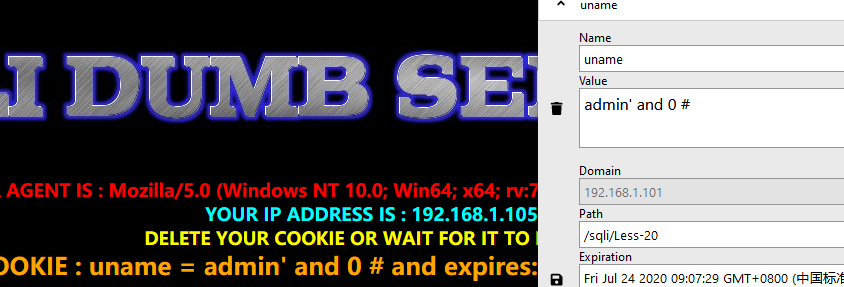 LI DUMB SE
AGENT IS : Mozilla/5.0 (Windows NT 10.0; Win64; x64; rv:7
YOUR IP ADDRESS IS : 192.168.1.105
DELETE YOUR COOKIE OR WAIT FOR IT TO
OOKIE : uname = admin' and 0 # and expires:
uname
Name
uname
Value
admin' and 0 #
Domain
192.168.1.101
Path
/sqli/Less-20
Expiration
Fri Jul 24 2020 09:07:29 GMT+0800 (中国标准